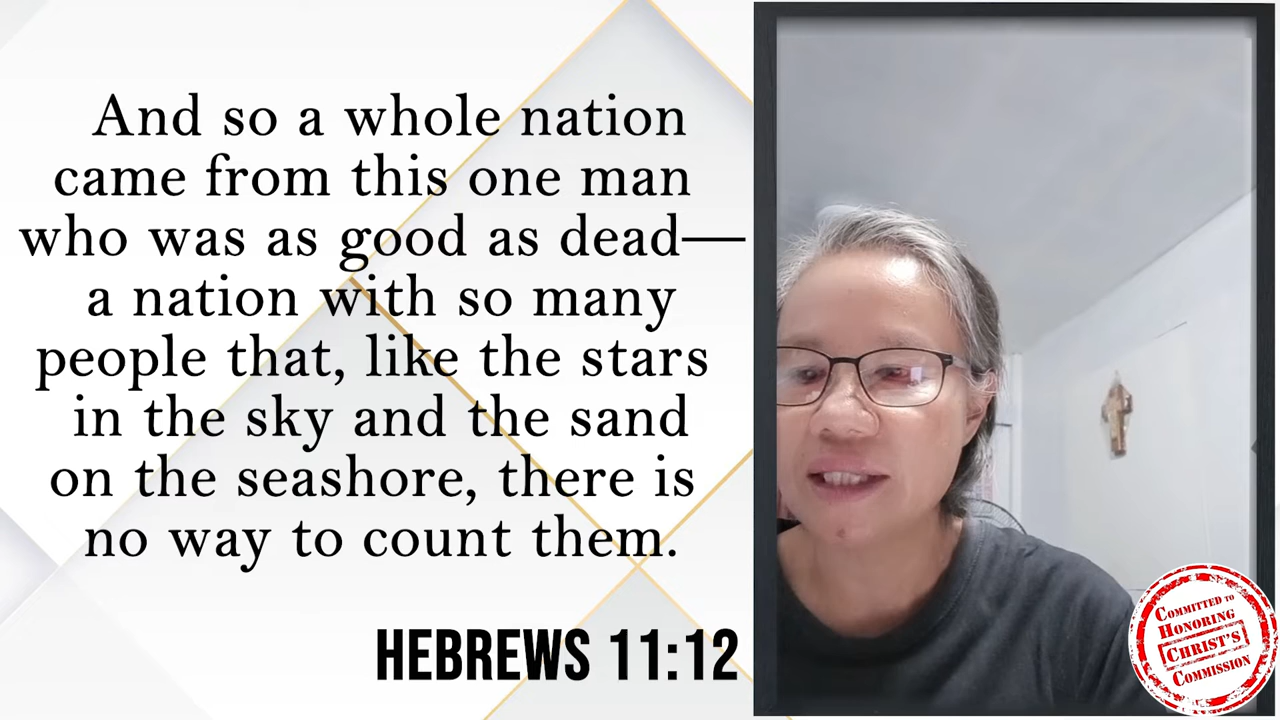 And so a whole nation
came from this one man
who was as good as dead—
a nation with so many
people that, like the stars
in the sky and the sand
on the seashore, there is
no way to count them.
HEBREWS 11:12
COMMITTED TO
HONORING
CHRIST'S
COMMISSION